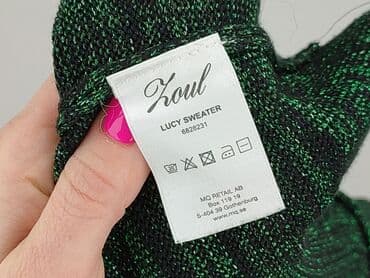 Zoul
LUCY SWEATER
6828231
MQ RETAIL AB
Box 119 19
S-404 39 Gothenburg
www.mq.se